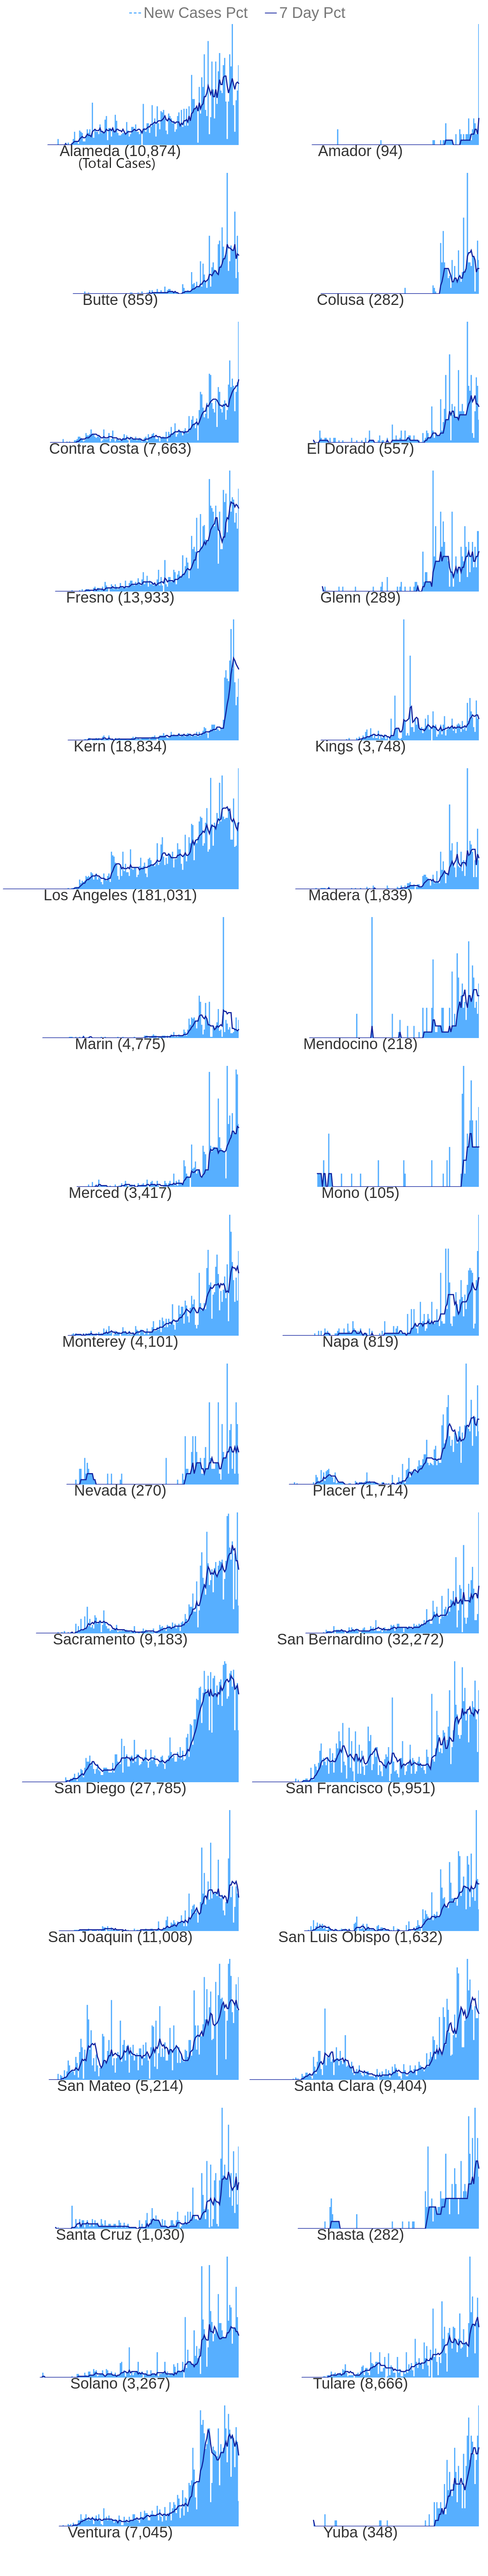 New Cases Pct 7 Day Pct
Alameda (10,874) Amador (94)
(Total Cases)
Butte (859) Colusa (282)
Contra Costa (7,663) El Dorado (557)
Fresno (13,933) Glenn (289)
Kern (18,834) Kings (3,748)
Los Angeles (181,031) Madera (1,839)
Marin (4,775) Mendocino (218)
Merced (3,417) Mono (105)
Monterey (4,101) Napa (819)
Nevada (270) Placer (1,714)
Sacramento (9,183) San Bernardino (32,272)
San Diego (27,785) San Francisco (5,951)
San Joaquin (11,008) San Luis Obispo (1,632)
San Mateo (5,214) Santa Clara (9,404)
Santa Cruz (1,030) Shasta (282)
Solano (3,267) Tulare (8,666)
Ventura (7,045) Yuba (348)